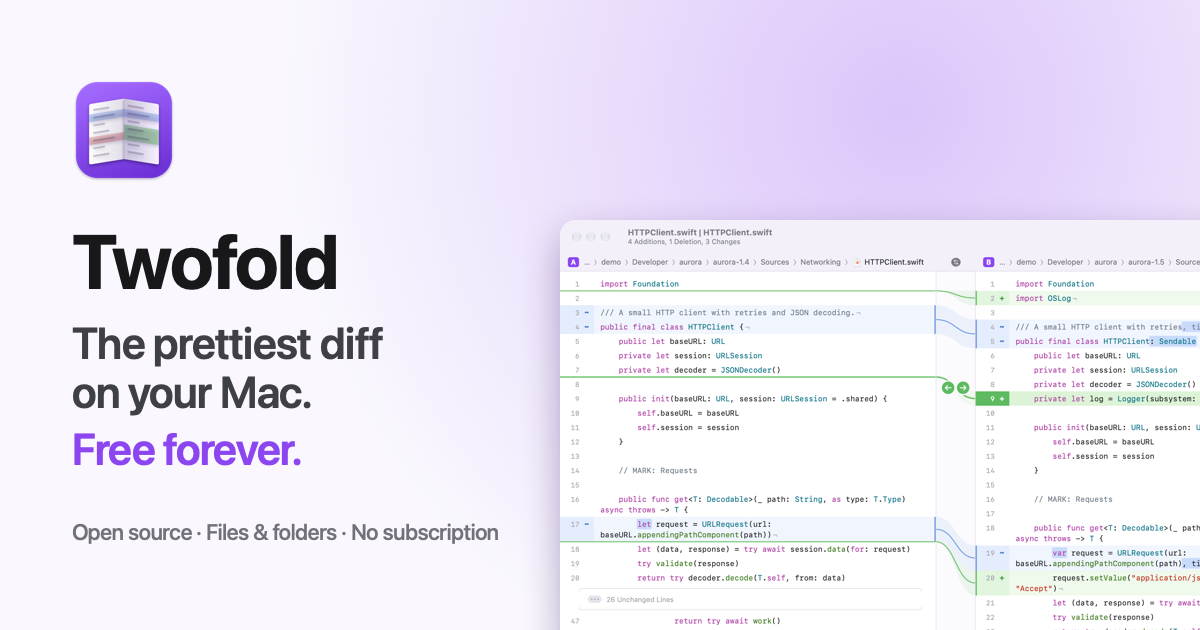 Twofold
The prettiest diff
on your Mac.
Free forever.
Open source · Files & folders · No subscription
HTTPClient.swift | HTTPClient.swift
4 Additions, 1 Deletion, 3 Changes
A … › demo › Developer › aurora › aurora-1.4 › Sources › Networking › HTTPClient.swift
1 import Foundation
2
3 /// A small HTTP client with retries and JSON decoding.¬
4 public final class HTTPClient {¬
5 public let baseURL: URL
6 private let session: URLSession
7 private let decoder = JSONDecoder()
8
9 public init(baseURL: URL, session: URLSession = .shared) {
10 self.baseURL = baseURL
11 self.session = session
12 }
13
14 // MARK: Requests
15
16 public func get<T: Decodable>(_ path: String, as type: T.Type)
async throws -> T {
17 let request = URLRequest(url:
baseURL.appendingPathComponent(path))¬
18 let (data, response) = try await session.data(for: request)
19 try validate(response)
20 return try decoder.decode(T.self, from: data)
26 Unchanged Lines
47 return try await work()
B … › demo › Developer › aurora › aurora-1.5 › Source
1 import Foundation
2 + import OSLog¬
3
4 /// A small HTTP client with retries, ti
5 public final class HTTPClient: Sendable
6 public let baseURL: URL
7 private let session: URLSession
8 private let decoder = JSONDecoder()
9 + private let log = Logger(subsystem:
10
11 public init(baseURL: URL, session: U
12 self.baseURL = baseURL
13 self.session = session
14 }
15
16 // MARK: Requests
17
18 public func get<T: Decodable>(_ path
async throws -> T {
19 var request = URLRequest(url:
baseURL.appendingPathComponent(path), ti
20 + request.setValue("application/js
"Accept")¬
21 let (data, response) = try await
22 try validate(response)